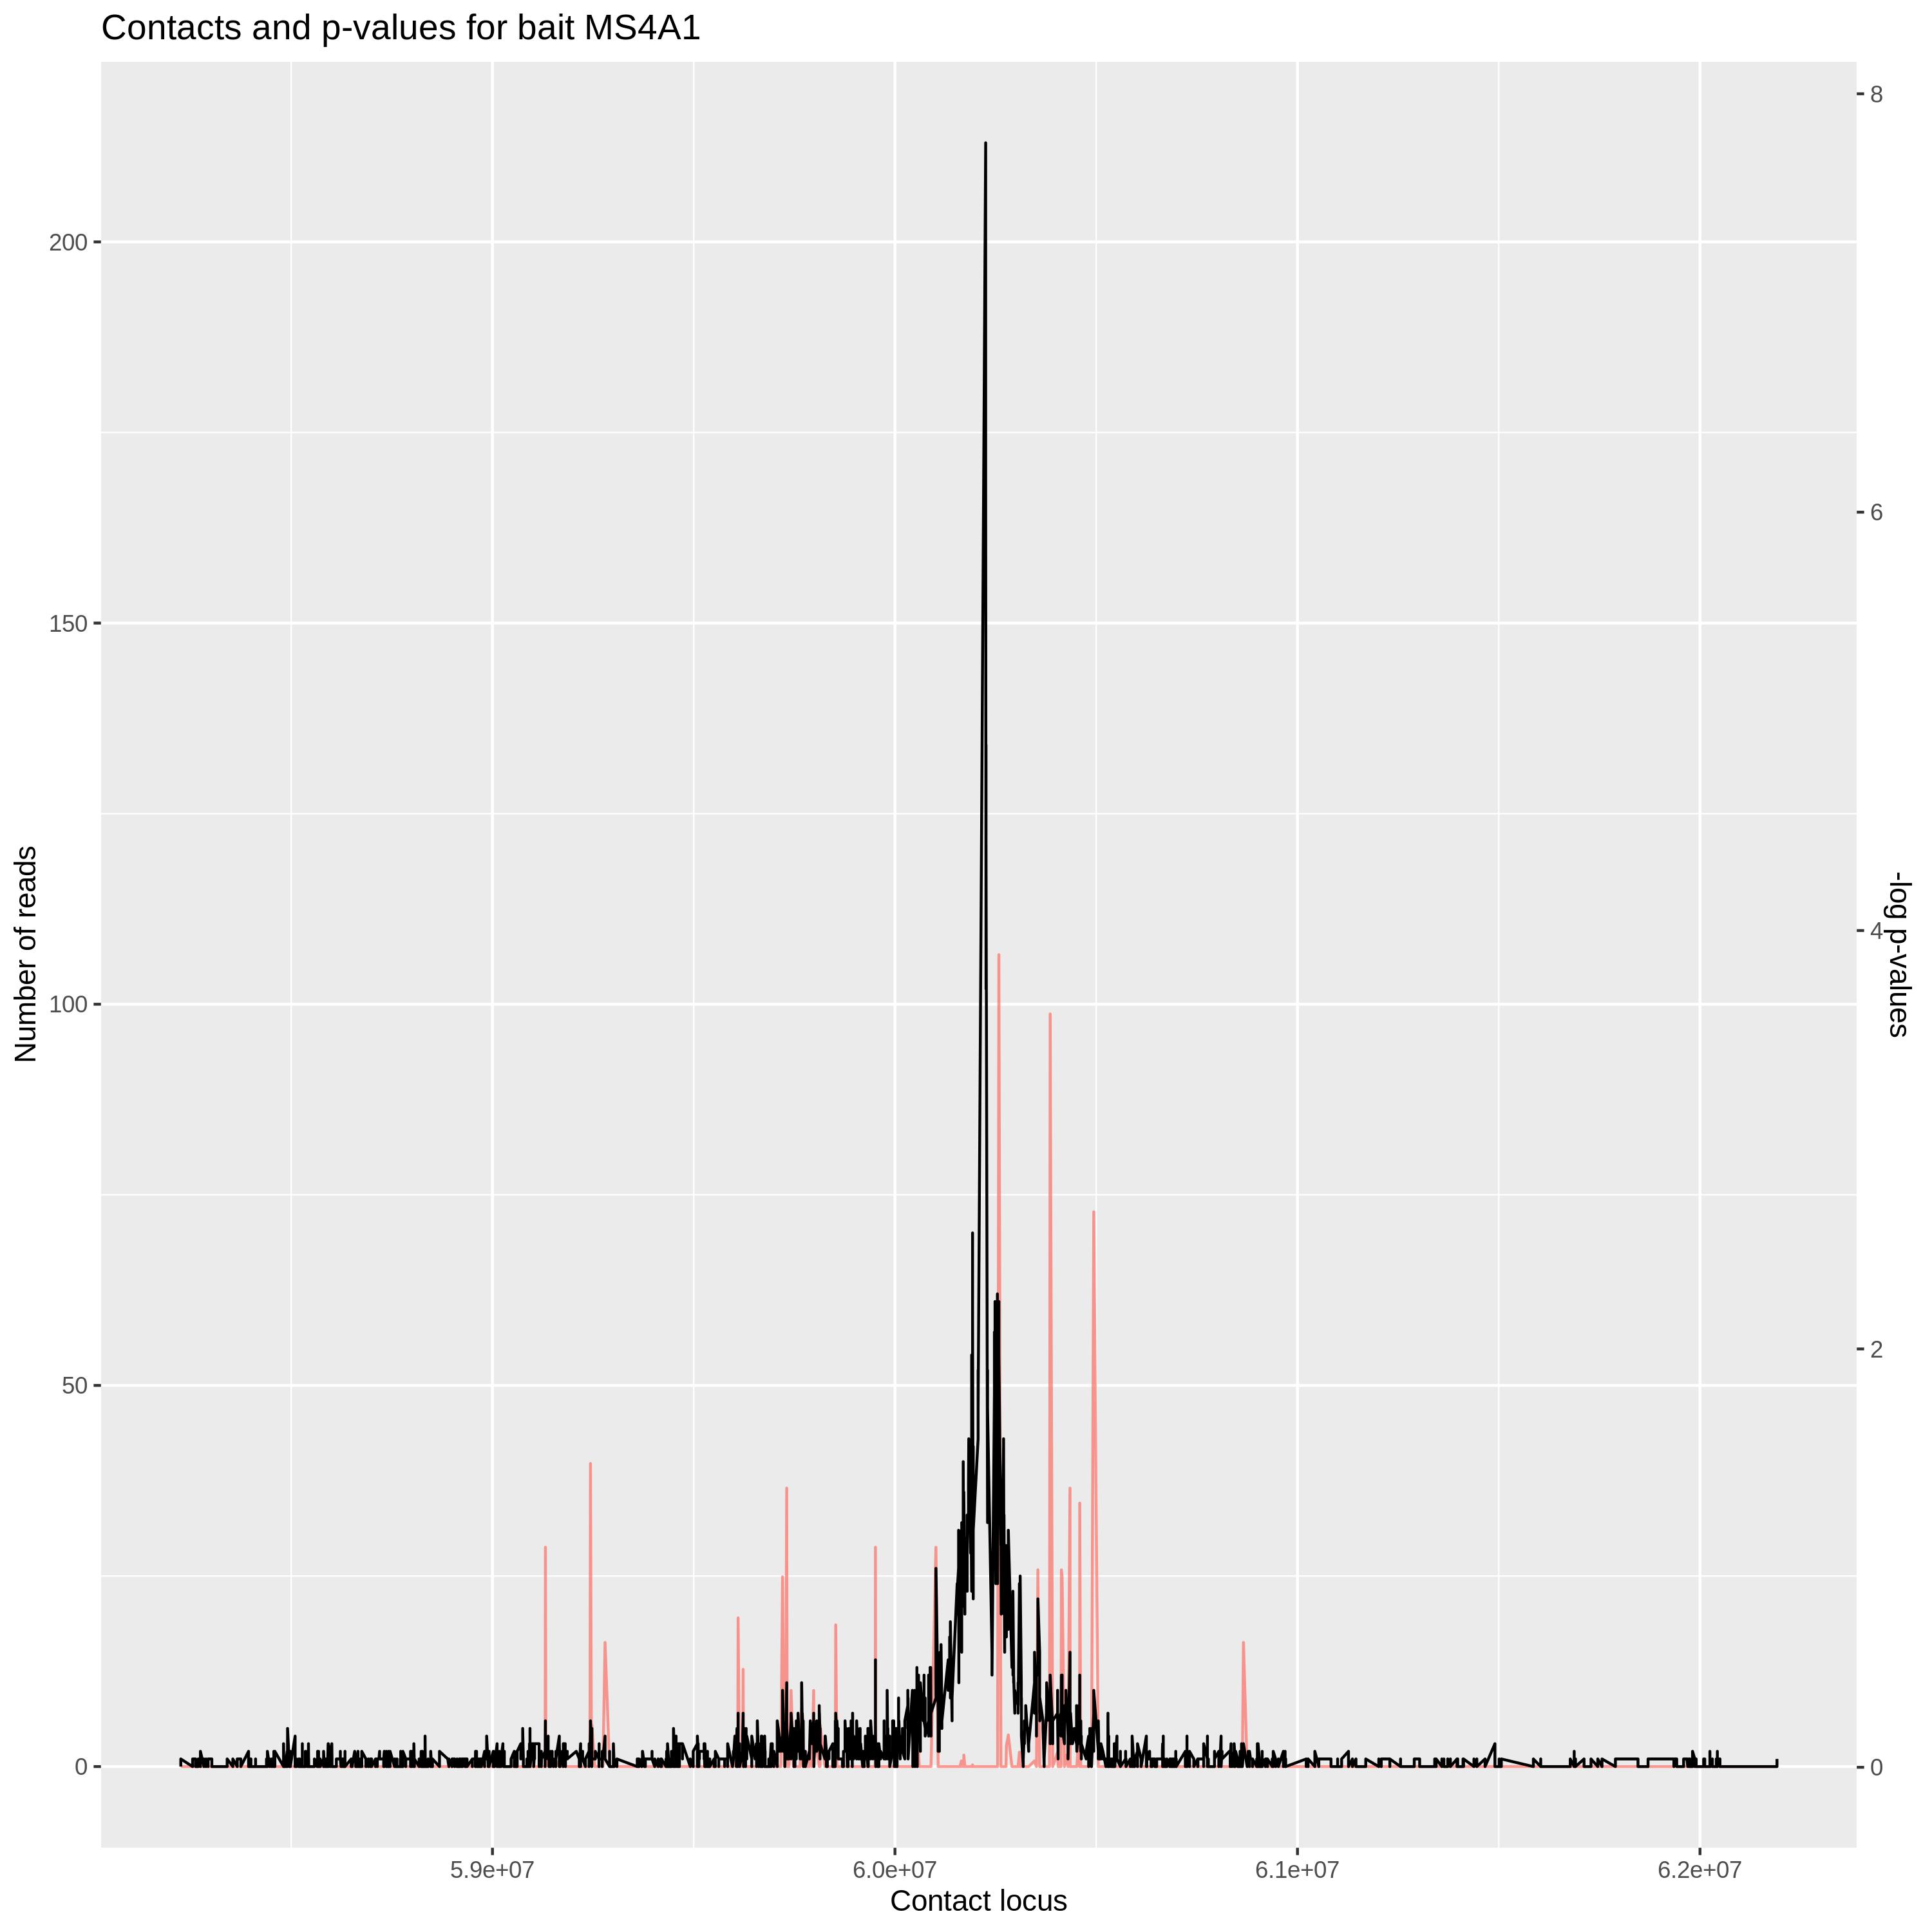 Contacts and p-values for bait MS4A1
Number of reads
200
150
100
50
0
8
6
4
2
0
-log p-values
5.9e+07
6.0e+07
6.1e+07
6.2e+07
Contact locus